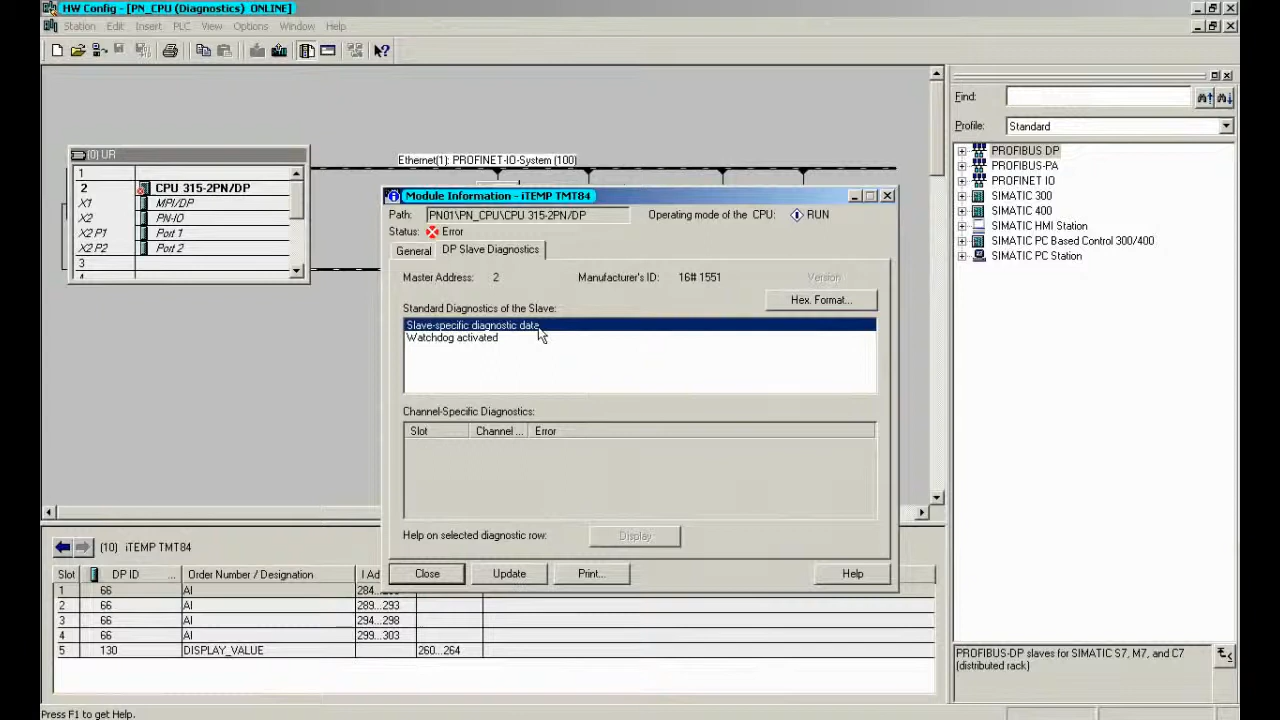 HW Config - [PN_CPU (Diagnostics) ONLINE]
Station Edit Insert PLC View Options Window Help
Find:
Profile: Standard
(0) UR
1
2 CPU 315-2PN/DP
X1 MPI/DP
X2 PN-IO
X2 P1 Port 1
X2 P2 Port 2
3
Ethernet(1): PROFINET-IO-System (100)
PROFIBUS DP
PROFIBUS-PA
PROFINET IO
SIMATIC 300
SIMATIC 400
SIMATIC HMI Station
SIMATIC PC Based Control 300/400
SIMATIC PC Station
Module Information - iTEMP TMT84
Path: PN01\PN_CPU\CPU 315-2PN/DP Operating mode of the CPU: RUN
Status: Error
General DP Slave Diagnostics
Master Address: 2 Manufacturer's ID: 16# 1551 Version
Hex. Format...
Standard Diagnostics of the Slave:
Slave-specific diagnostic data
Watchdog activated
Channel-Specific Diagnostics:
Slot Channel ... Error
Help on selected diagnostic row: Display
Close Update Print... Help
(10) iTEMP TMT84
Slot DP ID ... Order Number / Designation I Ad
1 66 AI
2 66 AI 289...293
3 66 AI 294...298
4 66 AI 299...303
5 130 DISPLAY_VALUE 260...264
PROFIBUS-DP slaves for SIMATIC S7, M7, and C7
(distributed rack)
Press F1 to get Help.